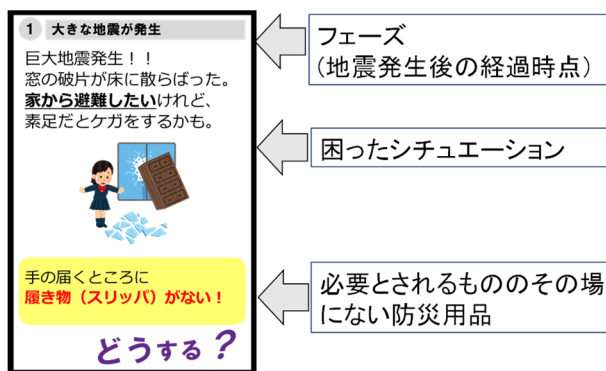 1 大きな地震が発生
巨大地震発生！！
窓の破片が床に散らばった。
家から避難したいけれど、
素足だとケガをするかも。
手の届くところに
履き物（スリッパ）がない！
どうする？
フェーズ
（地震発生後の経過時点）
困ったシチュエーション
必要とされるもののその場
にない防災用品